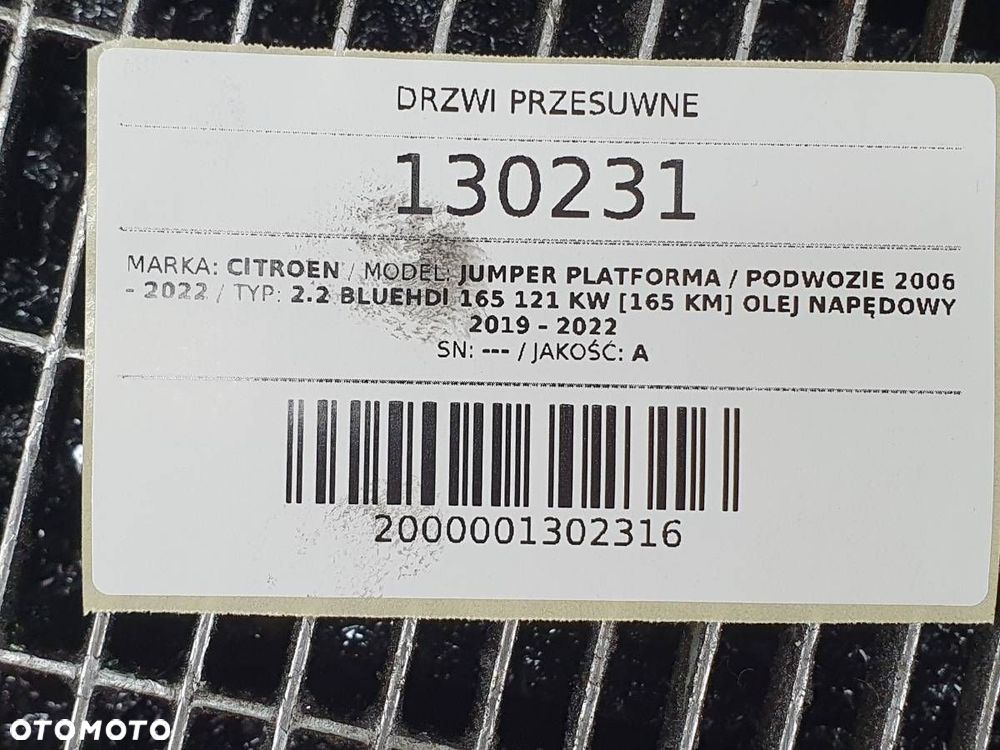 DRZWI PRZESUWNE
130231
MARKA: CITROEN / MODEL: JUMPER PLATFORMA / PODWOZIE 2006
- 2022 / TYP: 2.2 BLUEHDI 165 121 KW [165 KM] OLEJ NAPĘDOWY
2019 - 2022
SN: --- / JAKOŚĆ: A
2000001302316
OTOMOTO